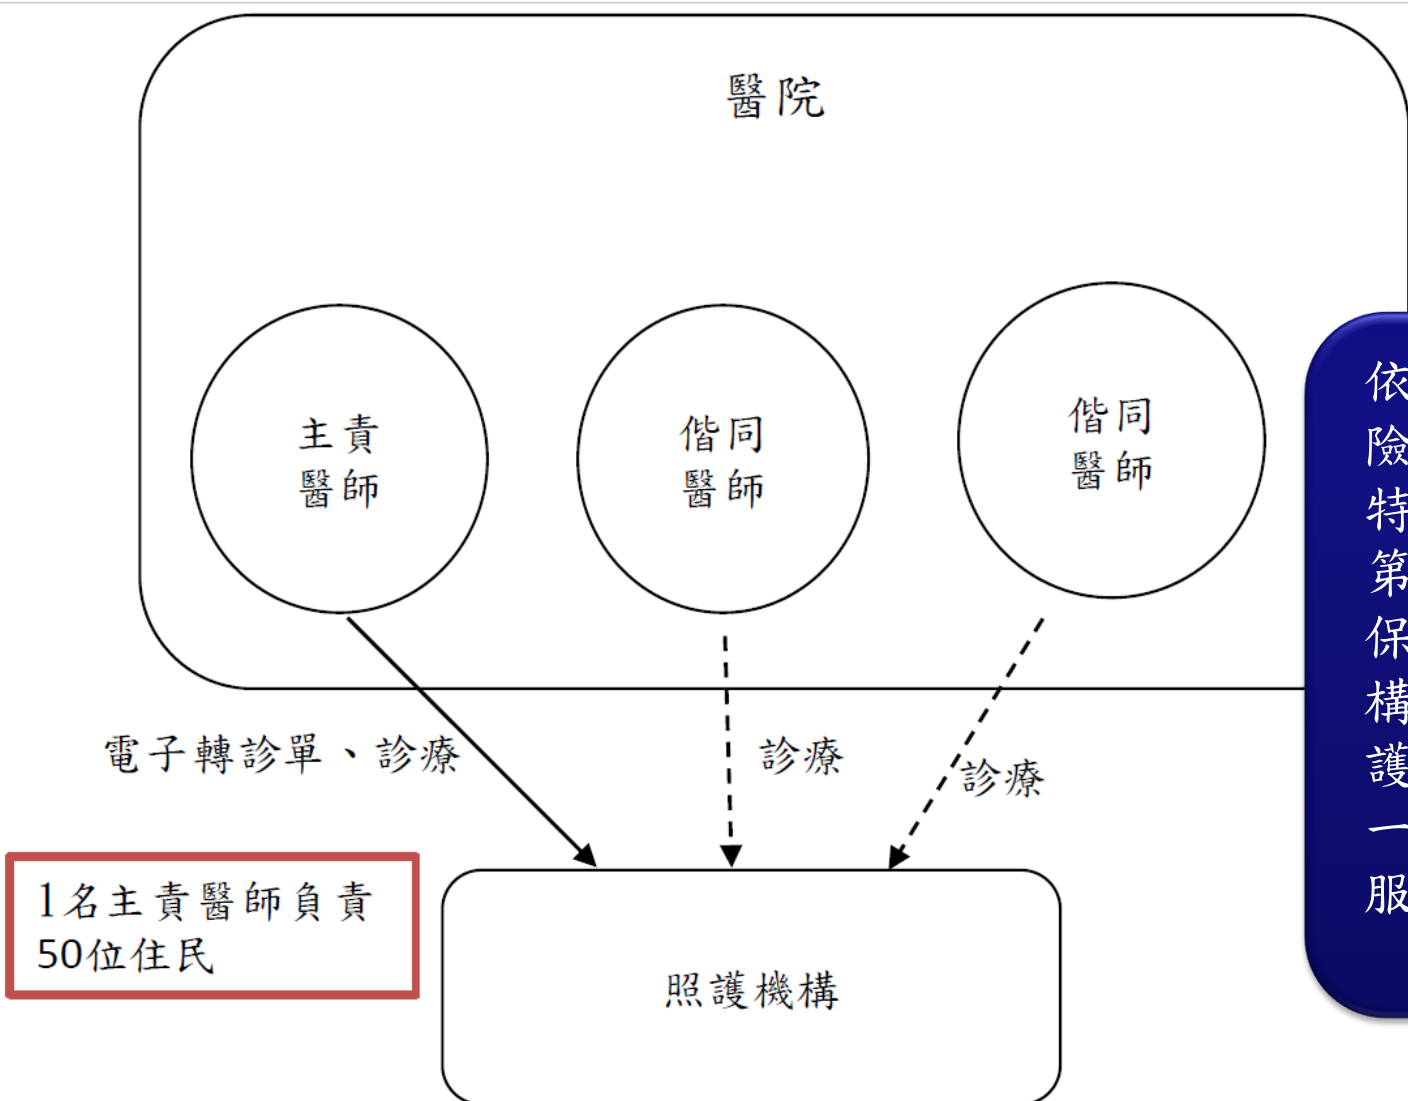 醫院
主責
醫師
偕同
醫師
偕同
醫師
電子轉診單、診療
診療
診療
1名主責醫師負責
50位住民
照護機構
依
險
特
第
保
構
護
一
服